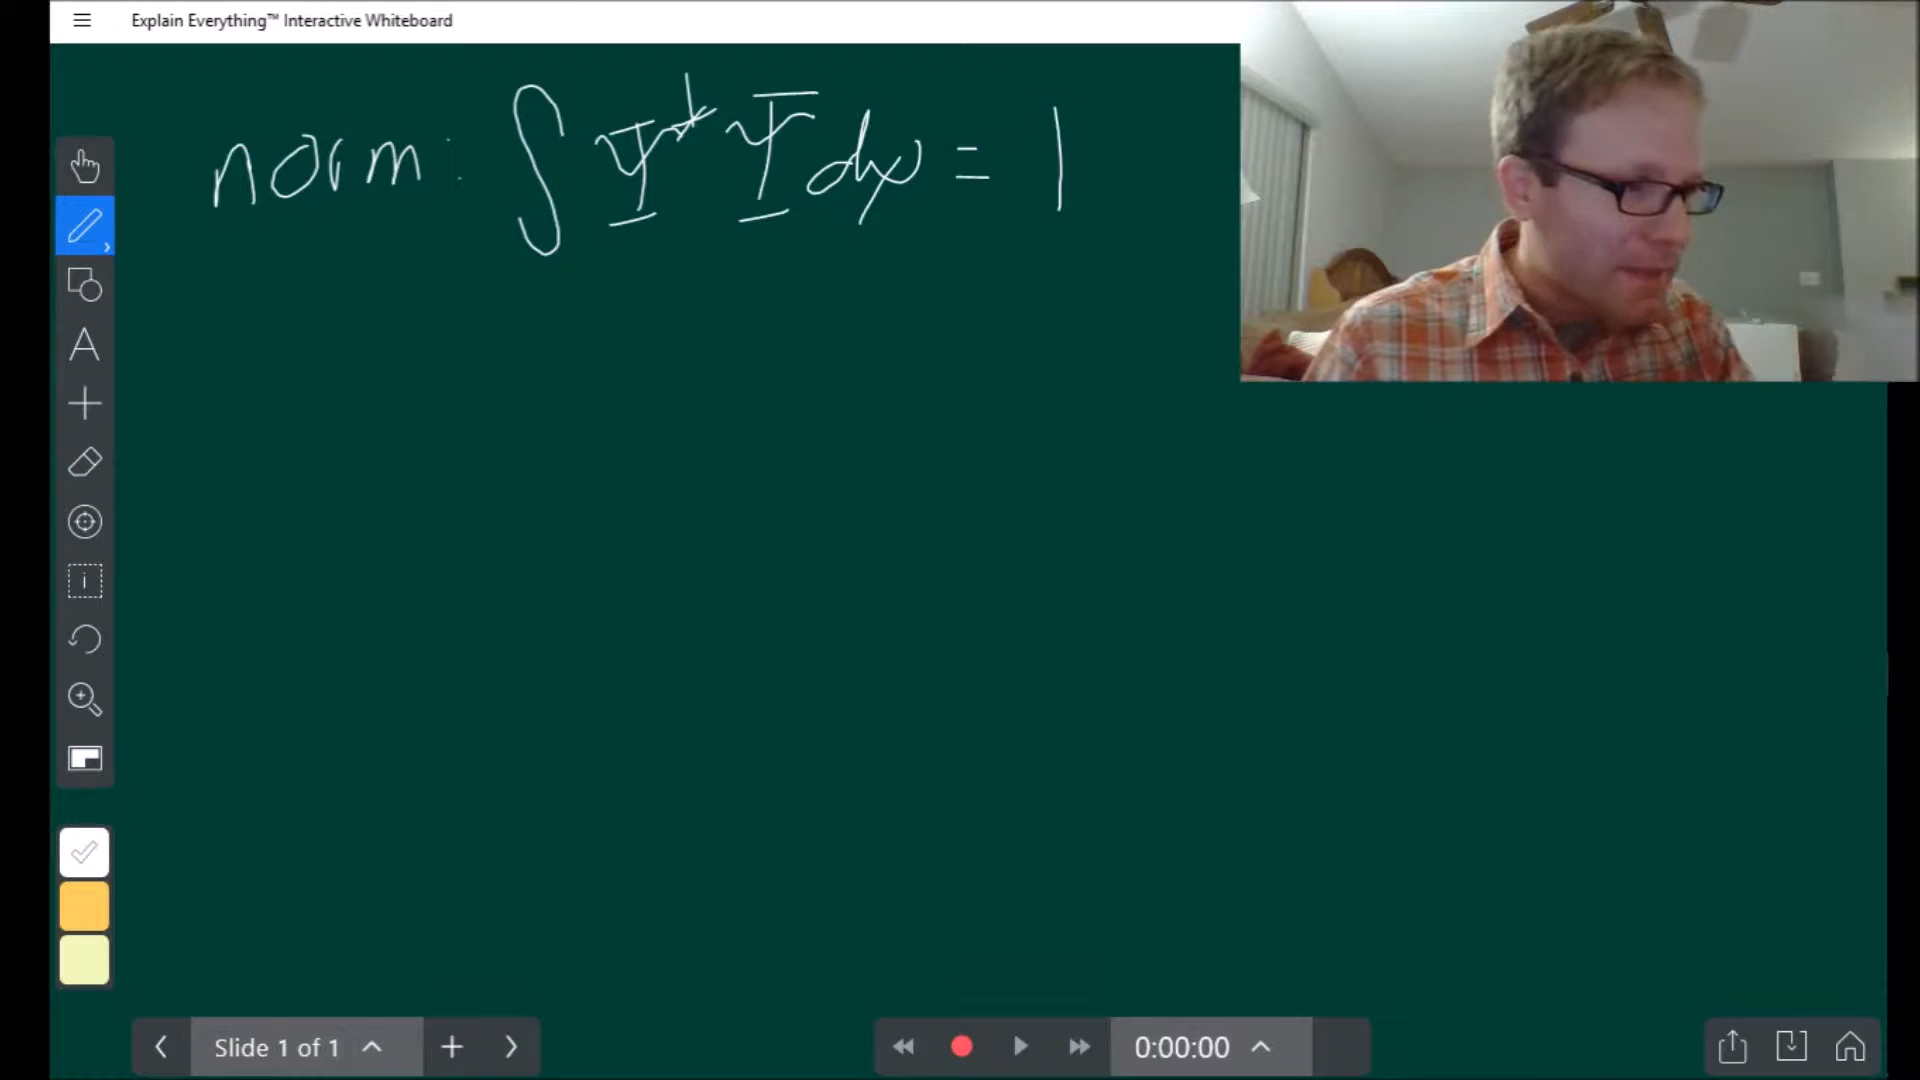 Explain Everything™ Interactive Whiteboard
norm: ∫ Ψ* Ψ dx = 1
A
i
Slide 1 of 1
0:00:00